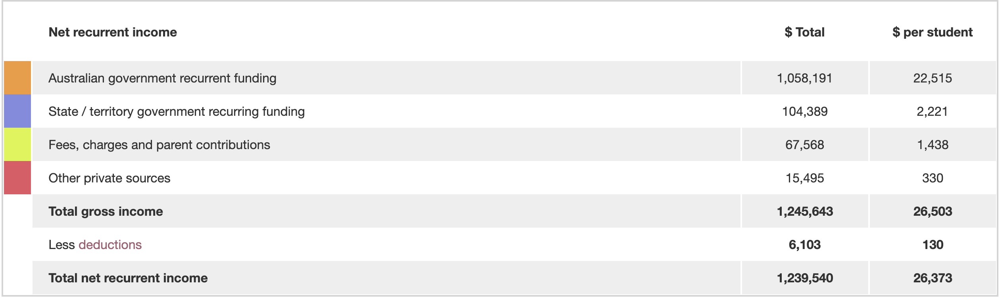 Net recurrent income $ Total $ per student
Australian government recurrent funding 1,058,191 22,515
State / territory government recurring funding 104,389 2,221
Fees, charges and parent contributions 67,568 1,438
Other private sources 15,495 330
Total gross income 1,245,643 26,503
Less deductions 6,103 130
Total net recurrent income 1,239,540 26,373